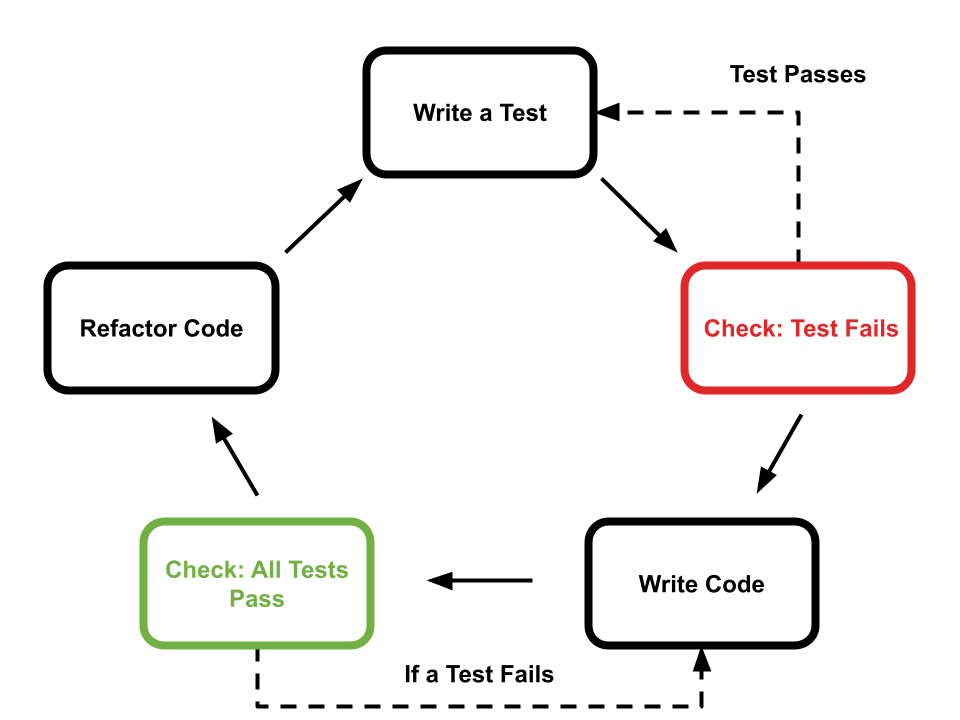 Test Passes
Write a Test
Refactor Code
Check: Test Fails
Check: All Tests
Pass
Write Code
If a Test Fails